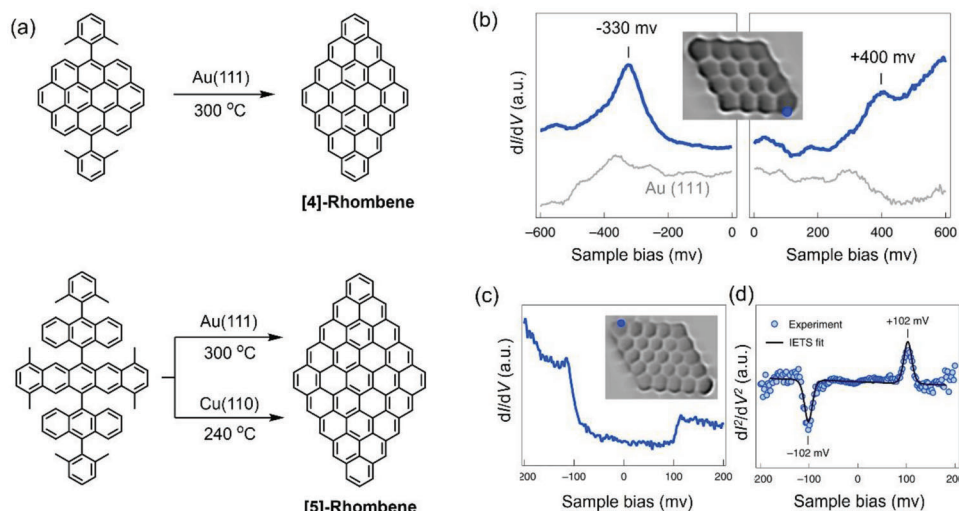 (a)
Au(111)
300 °C
[4]-Rhombene
Au(111)
300 °C
Cu(110)
240 °C
[5]-Rhombene
(b)
-330 mv
+400 mv
dI/dV (a.u.)
Au (111)
−600 −400 −200 0
0 200 400 600
Sample bias (mv)
Sample bias (mv)
(c)
dI/dV (a.u.)
−200 −100 0 100 200
Sample bias (mv)
(d)
Experiment
IETS fit
+102 mV
−102 mV
dI²/dV² (a.u.)
200 −100 0 100 200
Sample bias (mv)